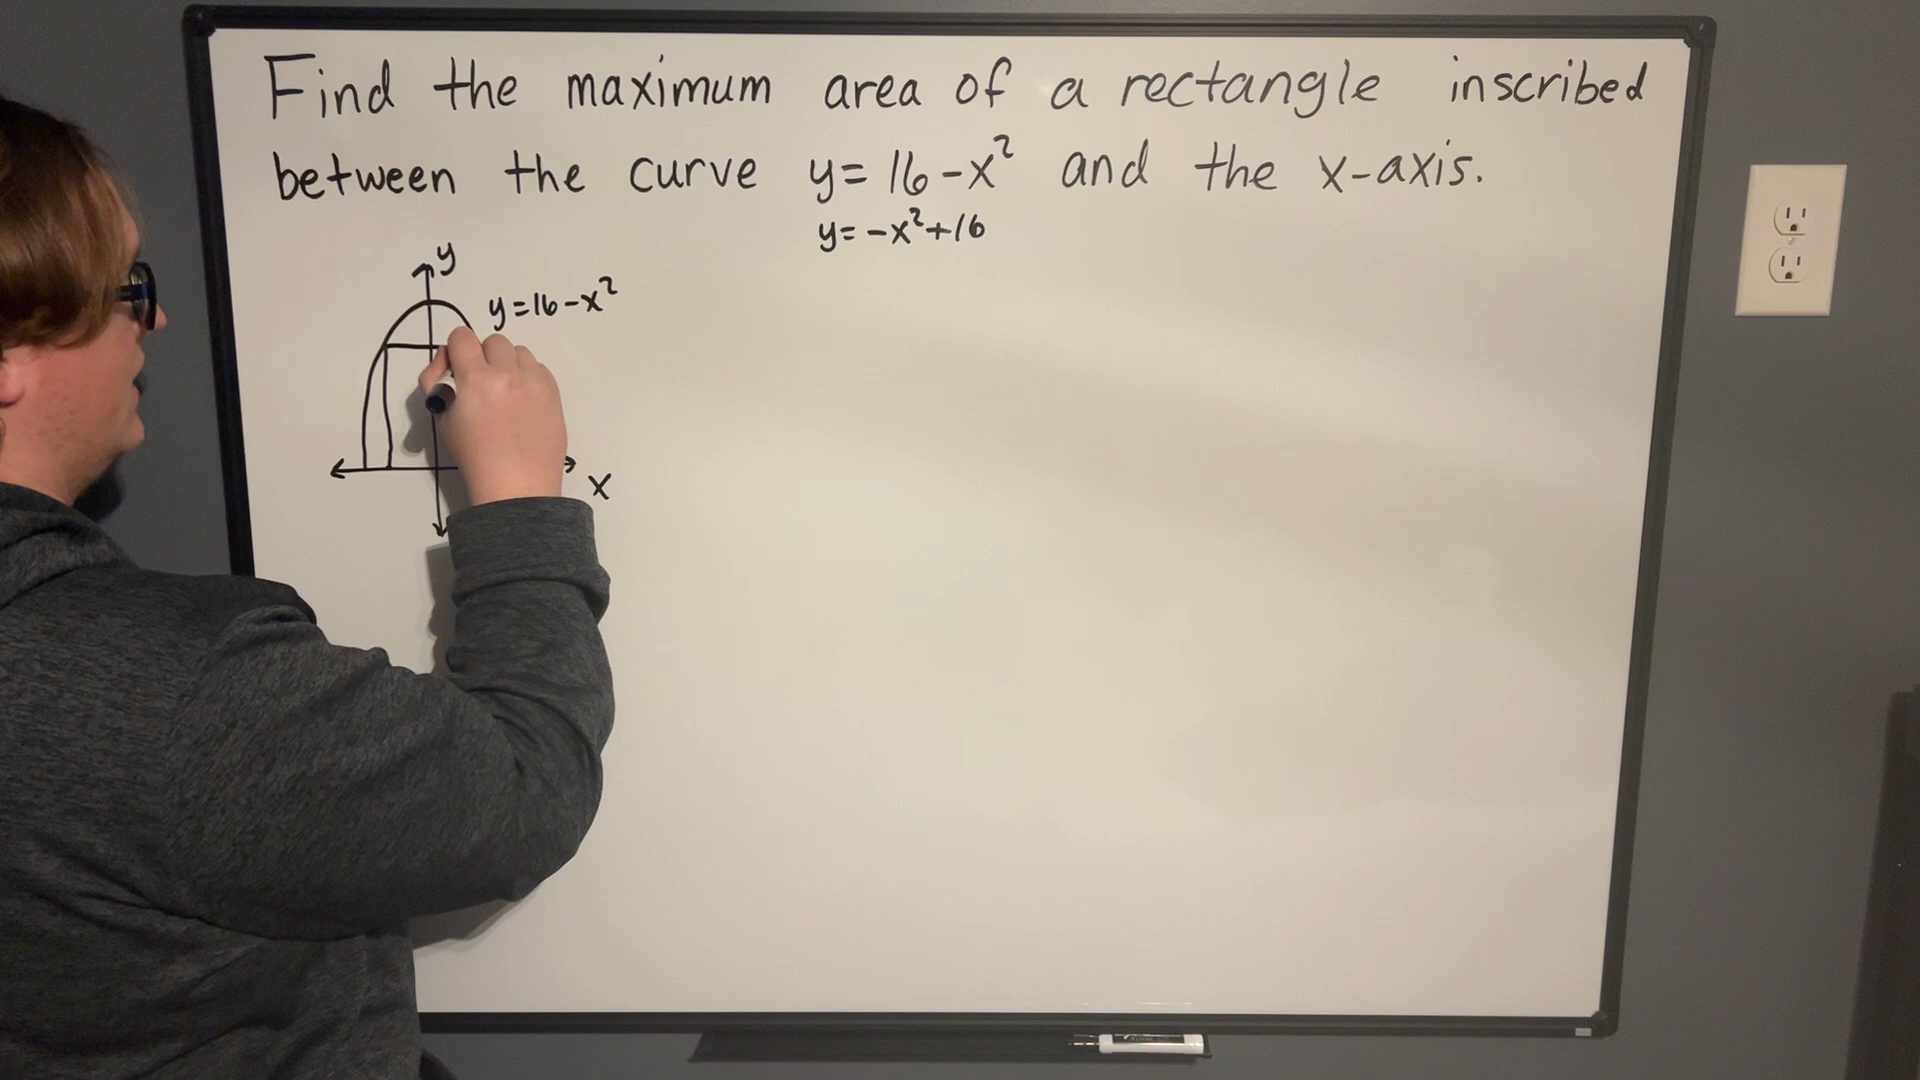 Find the maximum area of a rectangle inscribed
between the curve y = 16 - x² and the x-axis.
y = -x² + 16
y
y = 16 - x²
x